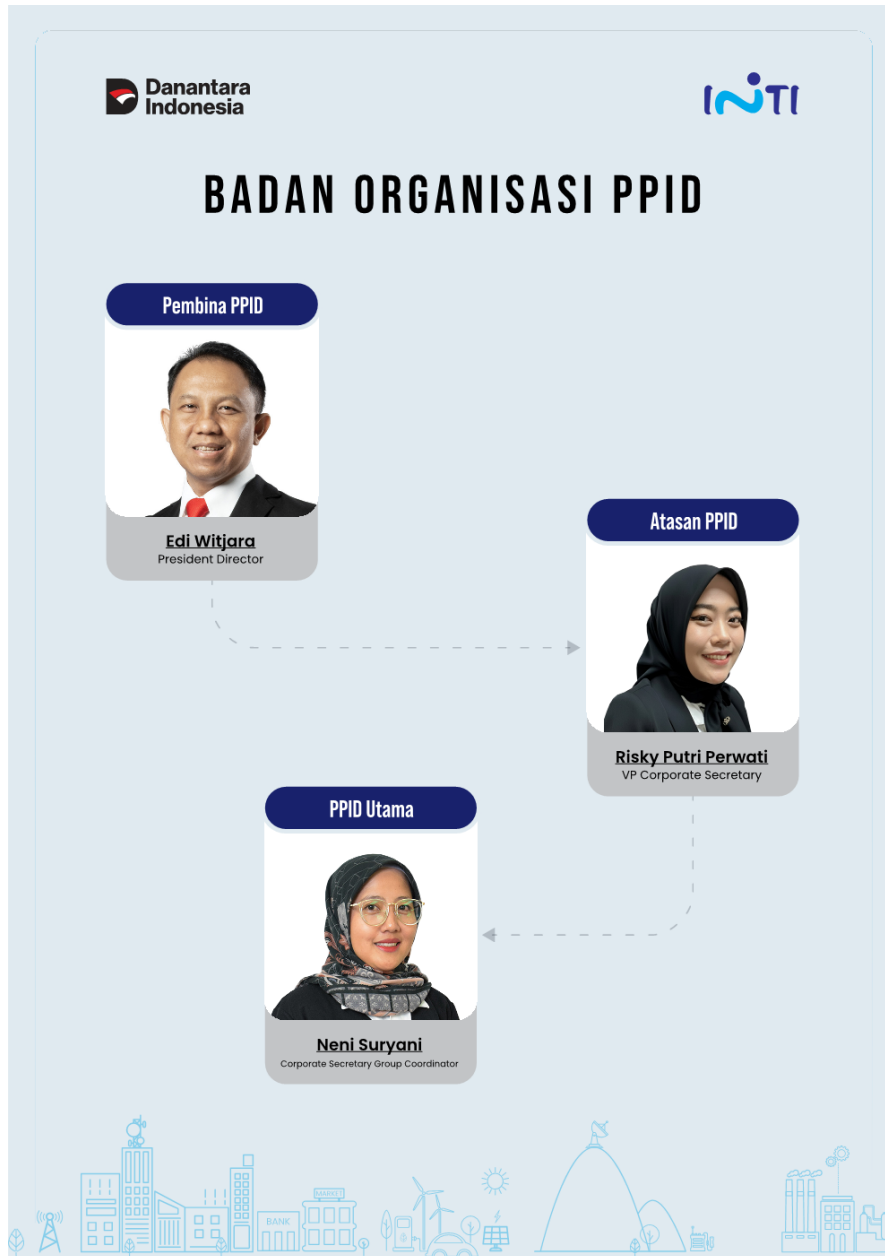 Danantara
Indonesia
INTI
BADAN ORGANISASI PPID
Pembina PPID
Edi Witjara
President Director
Atasan PPID
Risky Putri Perwati
VP Corporate Secretary
PPID Utama
Neni Suryani
Corporate Secretary Group Coordinator
BANK
MARKET